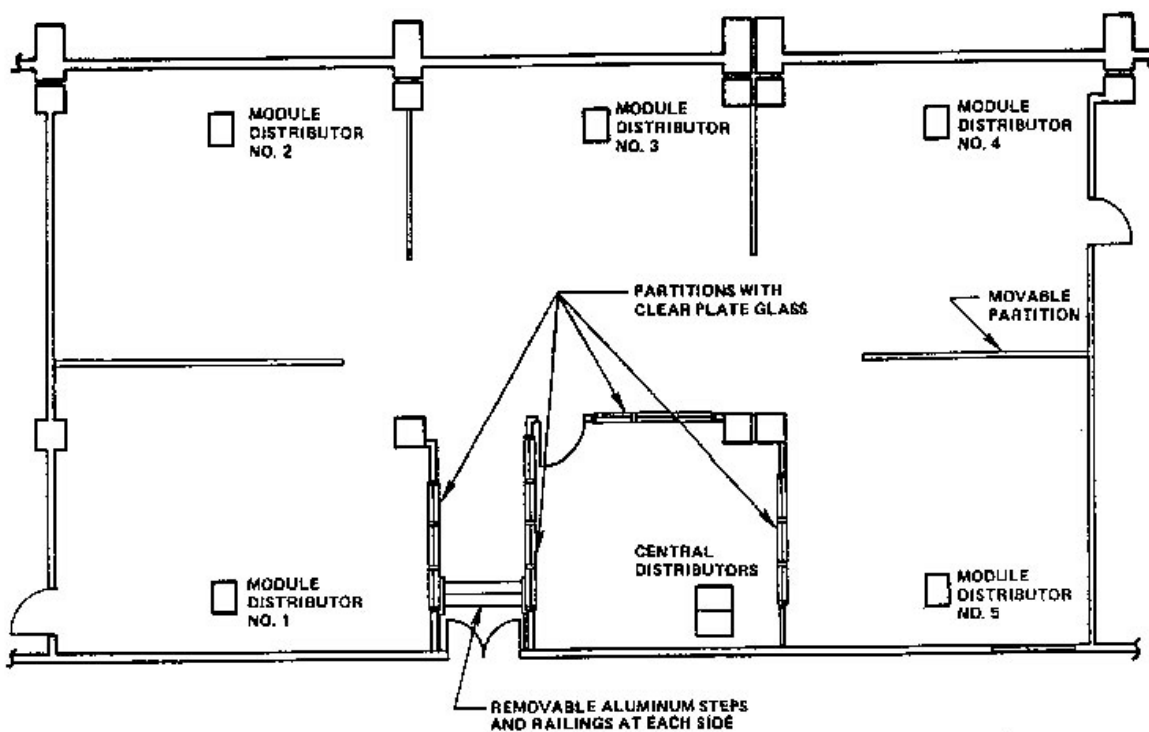 MODULE
DISTRIBUTOR
NO. 2
MODULE
DISTRIBUTOR
NO. 3
MODULE
DISTRIBUTOR
NO. 4
PARTITIONS WITH
CLEAR PLATE GLASS
MOVABLE
PARTITION
CENTRAL
DISTRIBUTORS
MODULE
DISTRIBUTOR
NO. 1
MODULE
DISTRIBUTOR
NO. 5
REMOVABLE ALUMINUM STEPS
AND RAILINGS AT EACH SIDE